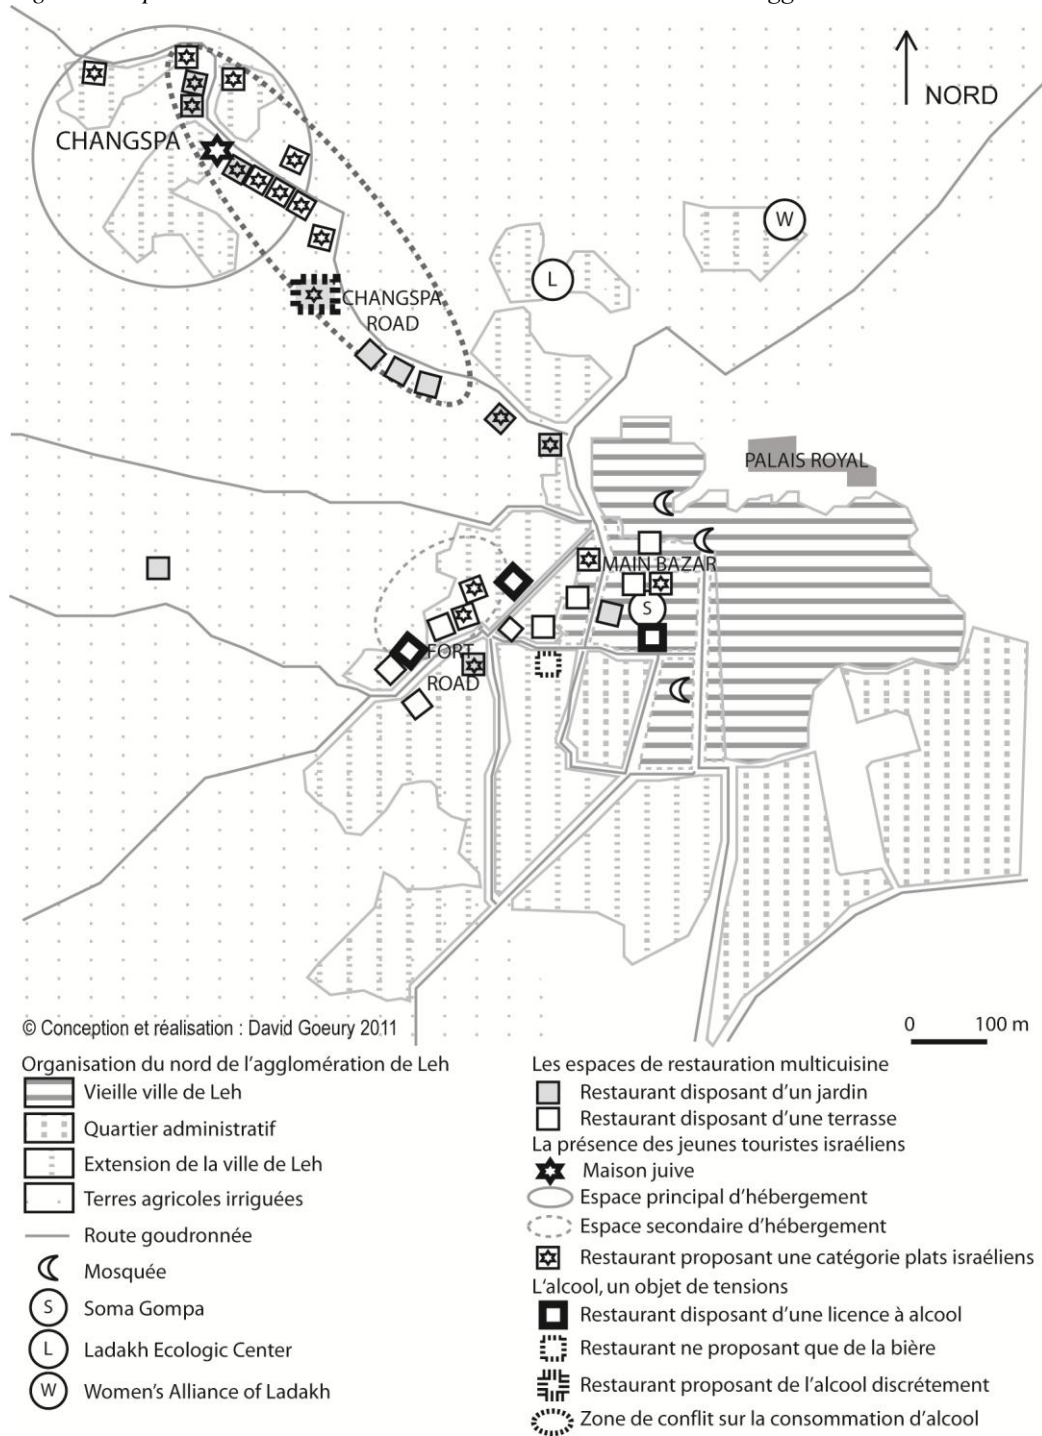 NORD
CHANGSPA
W
L
CHANGSPA
ROAD
PALAIS ROYAL
MAIN BAZAR
S
FORT
ROAD
© Conception et réalisation : David Goeury 2011
0 100 m
Organisation du nord de l'agglomération de Leh
Vieille ville de Leh
Quartier administratif
Extension de la ville de Leh
Terres agricoles irriguées
Route goudronnée
Mosquée
S Soma Gompa
L Ladakh Ecologic Center
W Women's Alliance of Ladakh
Les espaces de restauration multicuisine
Restaurant disposant d'un jardin
Restaurant disposant d'une terrasse
La présence des jeunes touristes israéliens
Maison juive
Espace principal d'hébergement
Espace secondaire d'hébergement
Restaurant proposant une catégorie plats israéliens
L'alcool, un objet de tensions
Restaurant disposant d'une licence à alcool
Restaurant ne proposant que de la bière
Restaurant proposant de l'alcool discrétement
Zone de conflit sur la consommation d'alcool